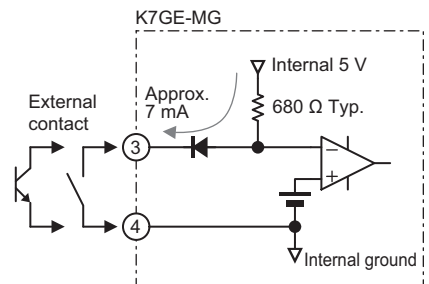 K7GE-MG
Internal 5 V
External
contact
Approx.
7 mA
680 Ω Typ.
3
−
+
4
Internal ground